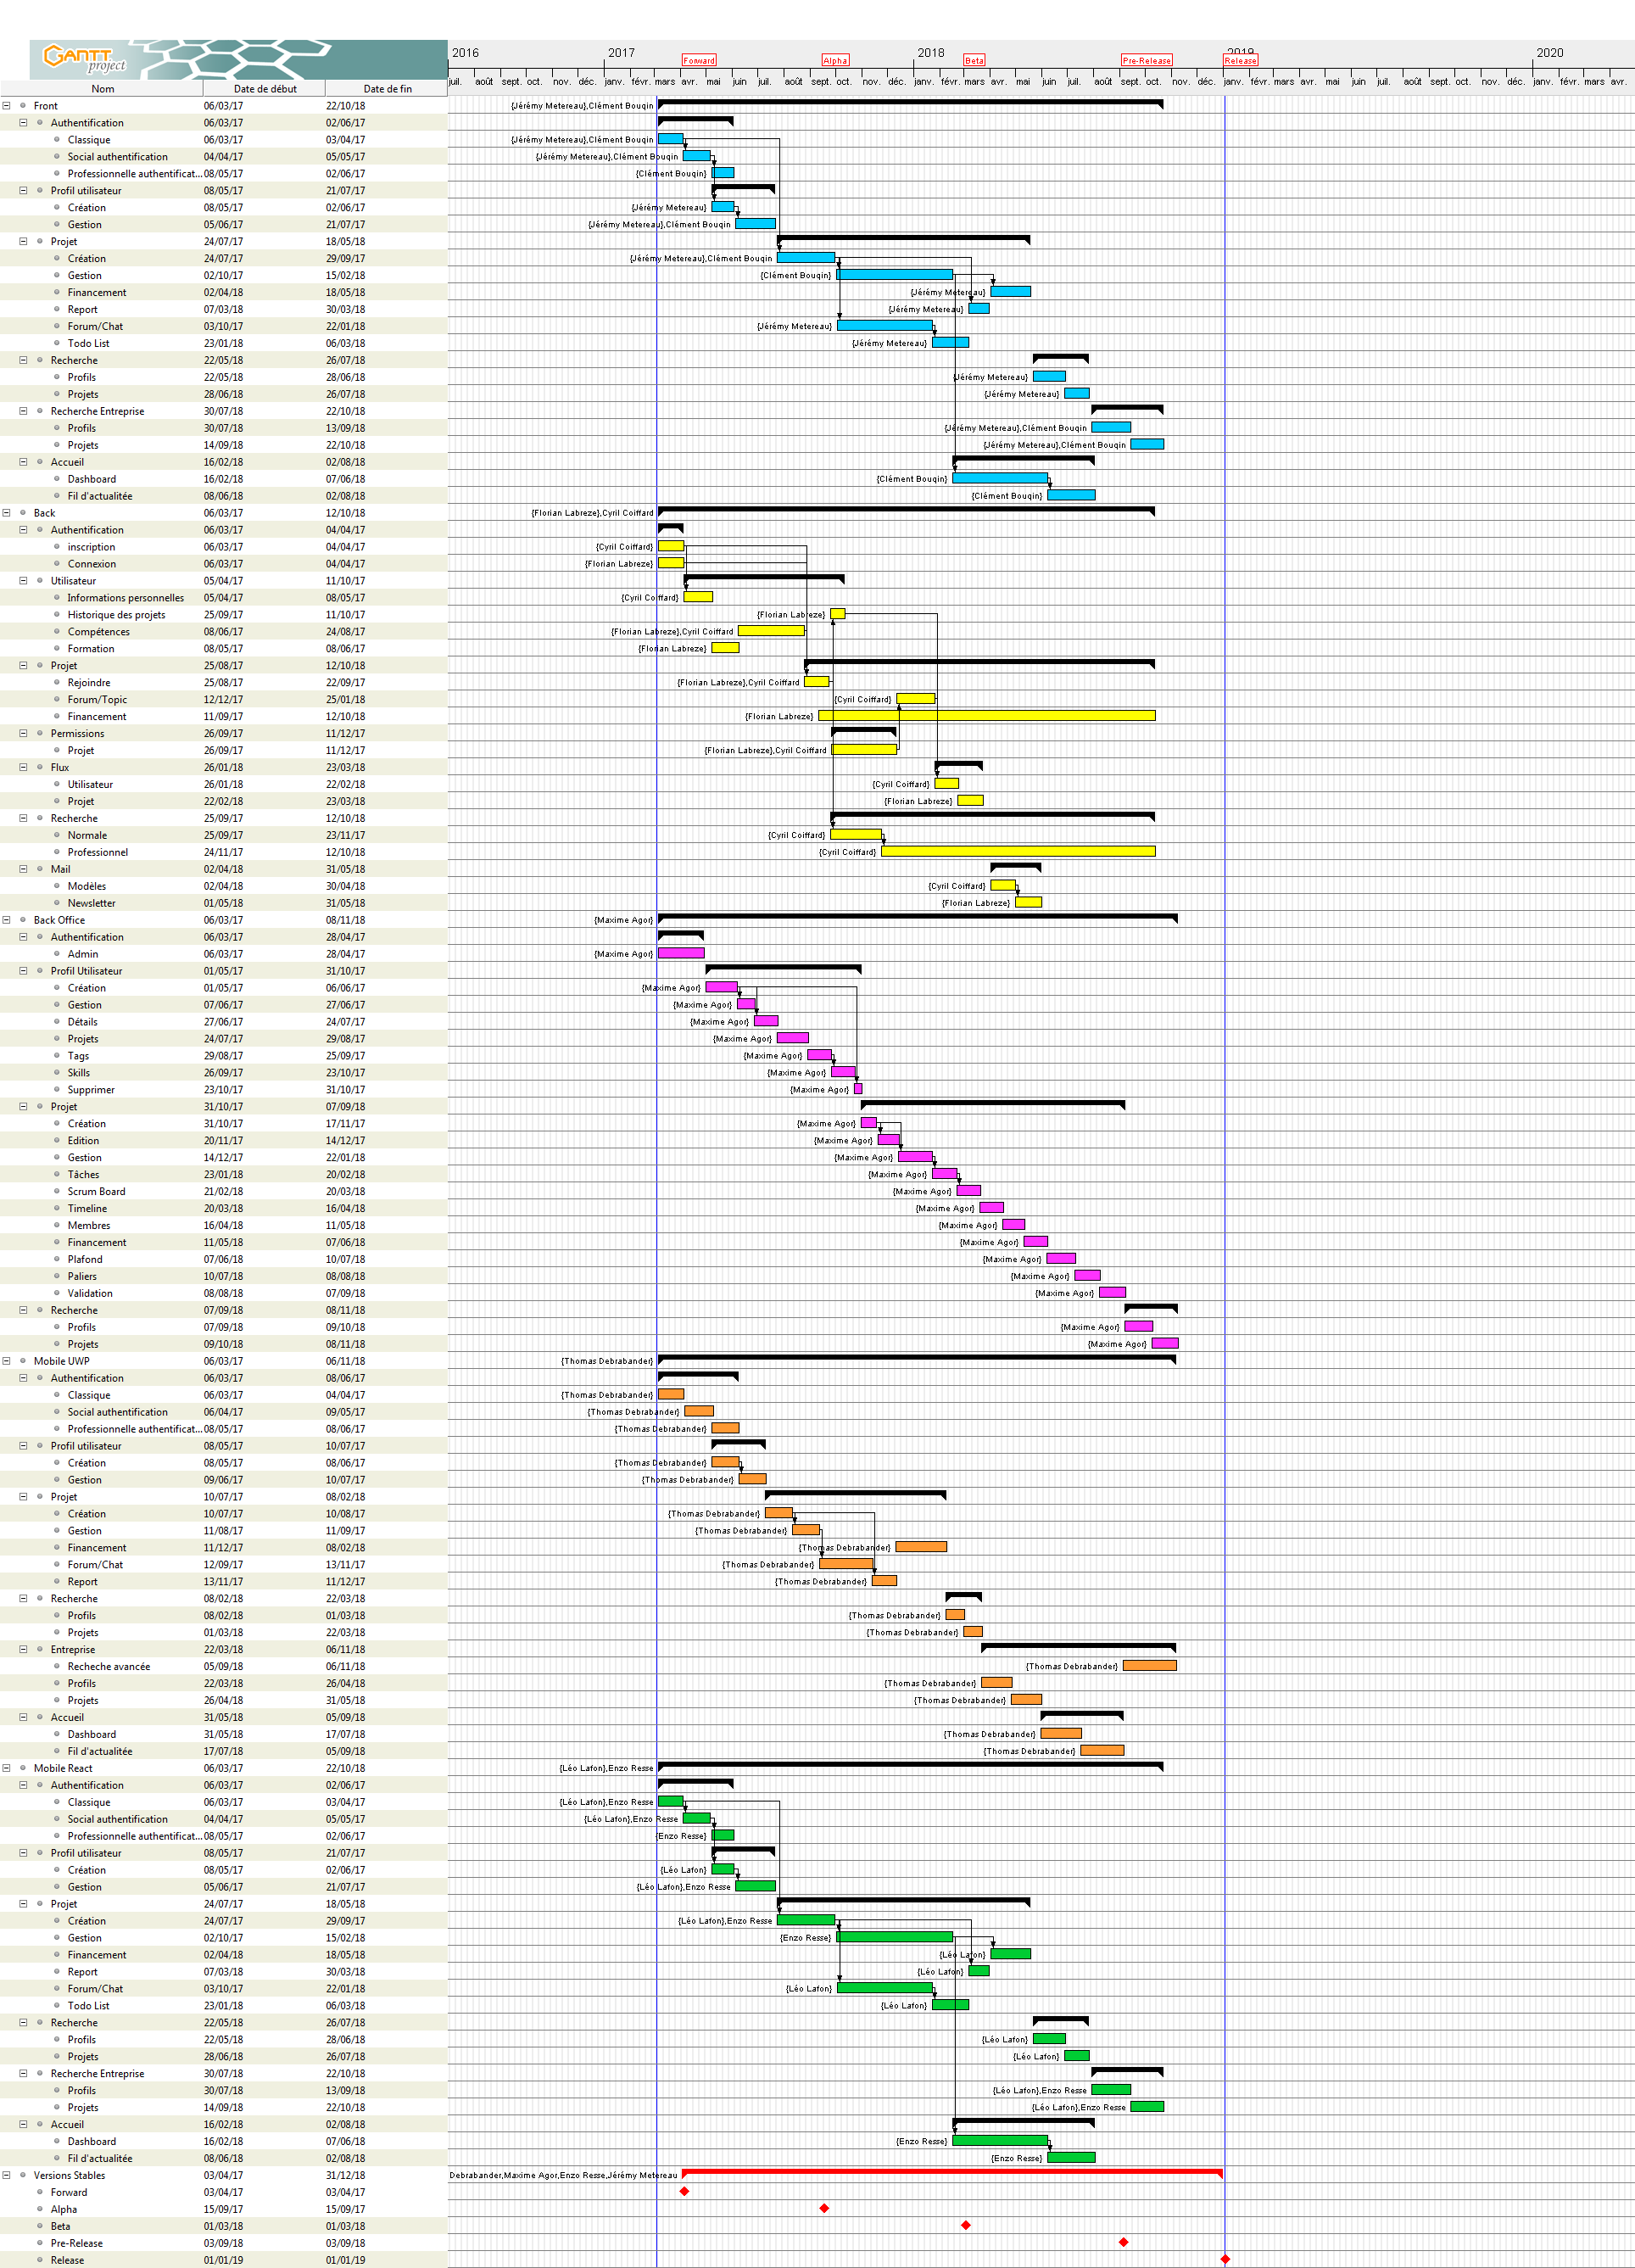 GANTT
project
2016 2017 2018 2019 2020
Forward Alpha Beta Pre-Release Release
juil. août sept. oct. nov. déc. janv. févr. mars avr. mai juin juil. août sept. oct. nov. déc. janv. févr. mars avr. mai juin juil. août sept. oct. nov. déc. janv. févr. mars avr. mai juin juil. août sept. oct. nov. déc. janv. févr. mars avr.
Nom Date de début Date de fin
Front 06/03/17 22/10/18 {Jérémy Metereau},Clément Bouqin
Authentification 06/03/17 02/06/17
Classique 06/03/17 03/04/17 {Jérémy Metereau},Clément Bouqin
Social authentification 04/04/17 05/05/17 {Jérémy Metereau},Clément Bouqin
Professionnelle authentificat... 08/05/17 02/06/17 {Clément Bouqin}
Profil utilisateur 08/05/17 21/07/17
Création 08/05/17 02/06/17 {Jérémy Metereau}
Gestion 05/06/17 21/07/17 {Jérémy Metereau},Clément Bouqin
Projet 24/07/17 18/05/18
Création 24/07/17 29/09/17 {Jérémy Metereau},Clément Bouqin
Gestion 02/10/17 15/02/18 {Clément Bouqin}
Financement 02/04/18 18/05/18 {Jérémy Metereau}
Report 07/03/18 30/03/18 {Jérémy Metereau}
Forum/Chat 03/10/17 22/01/18 {Jérémy Metereau}
Todo List 23/01/18 06/03/18 {Jérémy Metereau}
Recherche 22/05/18 26/07/18
Profils 22/05/18 28/06/18 {Jérémy Metereau}
Projets 28/06/18 26/07/18 {Jérémy Metereau}
Recherche Entreprise 30/07/18 22/10/18
Profils 30/07/18 13/09/18 {Jérémy Metereau},Clément Bouqin
Projets 14/09/18 22/10/18 {Jérémy Metereau},Clément Bouqin
Accueil 16/02/18 02/08/18
Dashboard 16/02/18 07/06/18 {Clément Bouqin}
Fil d'actualitée 08/06/18 02/08/18 {Clément Bouqin}
Back 06/03/17 12/10/18 {Florian Labreze},Cyril Coiffard
Authentification 06/03/17 04/04/17
inscription 06/03/17 04/04/17 {Cyril Coiffard}
Connexion 06/03/17 04/04/17 {Florian Labreze}
Utilisateur 05/04/17 11/10/17
Informations personnelles 05/04/17 08/05/17 {Cyril Coiffard}
Historique des projets 25/09/17 11/10/17 {Florian Labreze}
Compétences 08/06/17 24/08/17 {Florian Labreze},Cyril Coiffard
Formation 08/05/17 08/06/17 {Florian Labreze}
Projet 25/08/17 12/10/18
Rejoindre 25/08/17 22/09/17 {Florian Labreze},Cyril Coiffard
Forum/Topic 12/12/17 25/01/18 {Cyril Coiffard}
Financement 11/09/17 12/10/18 {Florian Labreze}
Permissions 26/09/17 11/12/17
Projet 26/09/17 11/12/17 {Florian Labreze},Cyril Coiffard
Flux 26/01/18 23/03/18
Utilisateur 26/01/18 22/02/18 {Cyril Coiffard}
Projet 22/02/18 23/03/18 {Florian Labreze}
Recherche 25/09/17 12/10/18
Normale 25/09/17 23/11/17 {Cyril Coiffard}
Professionnel 24/11/17 12/10/18 {Cyril Coiffard}
Mail 02/04/18 31/05/18
Modèles 02/04/18 30/04/18 {Cyril Coiffard}
Newsletter 01/05/18 31/05/18 {Florian Labreze}
Back Office 06/03/17 08/11/18 {Maxime Agor}
Authentification 06/03/17 28/04/17
Admin 06/03/17 28/04/17 {Maxime Agor}
Profil Utilisateur 01/05/17 31/10/17
Création 01/05/17 06/06/17 {Maxime Agor}
Gestion 07/06/17 27/06/17 {Maxime Agor}
Détails 27/06/17 24/07/17 {Maxime Agor}
Projets 24/07/17 29/08/17 {Maxime Agor}
Tags 29/08/17 25/09/17 {Maxime Agor}
Skills 26/09/17 23/10/17 {Maxime Agor}
Supprimer 23/10/17 31/10/17 {Maxime Agor}
Projet 31/10/17 07/09/18
Création 31/10/17 17/11/17 {Maxime Agor}
Edition 20/11/17 14/12/17 {Maxime Agor}
Gestion 14/12/17 22/01/18 {Maxime Agor}
Tâches 23/01/18 20/02/18 {Maxime Agor}
Scrum Board 21/02/18 20/03/18 {Maxime Agor}
Timeline 20/03/18 16/04/18 {Maxime Agor}
Membres 16/04/18 11/05/18 {Maxime Agor}
Financement 11/05/18 07/06/18 {Maxime Agor}
Plafond 07/06/18 10/07/18 {Maxime Agor}
Paliers 10/07/18 08/08/18 {Maxime Agor}
Validation 08/08/18 07/09/18 {Maxime Agor}
Recherche 07/09/18 08/11/18
Profils 07/09/18 09/10/18 {Maxime Agor}
Projets 09/10/18 08/11/18 {Maxime Agor}
Mobile UWP 06/03/17 06/11/18 {Thomas Debrabander}
Authentification 06/03/17 08/06/17
Classique 06/03/17 04/04/17 {Thomas Debrabander}
Social authentification 06/04/17 09/05/17 {Thomas Debrabander}
Professionnelle authentificat... 08/05/17 08/06/17 {Thomas Debrabander}
Profil utilisateur 08/05/17 10/07/17
Création 08/05/17 08/06/17 {Thomas Debrabander}
Gestion 09/06/17 10/07/17 {Thomas Debrabander}
Projet 10/07/17 08/02/18
Création 10/07/17 10/08/17 {Thomas Debrabander}
Gestion 11/08/17 11/09/17 {Thomas Debrabander}
Financement 11/12/17 08/02/18 {Thomas Debrabander}
Forum/Chat 12/09/17 13/11/17 {Thomas Debrabander}
Report 13/11/17 11/12/17 {Thomas Debrabander}
Recherche 08/02/18 22/03/18
Profils 08/02/18 01/03/18 {Thomas Debrabander}
Projets 01/03/18 22/03/18 {Thomas Debrabander}
Entreprise 22/03/18 06/11/18
Recheche avancée 05/09/18 06/11/18 {Thomas Debrabander}
Profils 22/03/18 26/04/18 {Thomas Debrabander}
Projets 26/04/18 31/05/18 {Thomas Debrabander}
Accueil 31/05/18 05/09/18
Dashboard 31/05/18 17/07/18 {Thomas Debrabander}
Fil d'actualitée 17/07/18 05/09/18 {Thomas Debrabander}
Mobile React 06/03/17 22/10/18 {Léo Lafon},Enzo Resse
Authentification 06/03/17 02/06/17
Classique 06/03/17 03/04/17 {Léo Lafon},Enzo Resse
Social authentification 04/04/17 05/05/17 {Léo Lafon},Enzo Resse
Professionnelle authentificat... 08/05/17 02/06/17 {Enzo Resse}
Profil utilisateur 08/05/17 21/07/17
Création 08/05/17 02/06/17 {Léo Lafon}
Gestion 05/06/17 21/07/17 {Léo Lafon},Enzo Resse
Projet 24/07/17 18/05/18
Création 24/07/17 29/09/17 {Léo Lafon},Enzo Resse
Gestion 02/10/17 15/02/18 {Enzo Resse}
Financement 02/04/18 18/05/18 {Léo Lafon}
Report 07/03/18 30/03/18 {Léo Lafon}
Forum/Chat 03/10/17 22/01/18 {Léo Lafon}
Todo List 23/01/18 06/03/18 {Léo Lafon}
Recherche 22/05/18 26/07/18
Profils 22/05/18 28/06/18 {Léo Lafon}
Projets 28/06/18 26/07/18 {Léo Lafon}
Recherche Entreprise 30/07/18 22/10/18
Profils 30/07/18 13/09/18 {Léo Lafon},Enzo Resse
Projets 14/09/18 22/10/18 {Léo Lafon},Enzo Resse
Accueil 16/02/18 02/08/18
Dashboard 16/02/18 07/06/18 {Enzo Resse}
Fil d'actualitée 08/06/18 02/08/18 {Enzo Resse}
Versions Stables 03/04/17 31/12/18 Debrabander,Maxime Agor,Enzo Resse,Jérémy Metereau
Forward 03/04/17 03/04/17
Alpha 15/09/17 15/09/17
Beta 01/03/18 01/03/18
Pre-Release 03/09/18 03/09/18
Release 01/01/19 01/01/19